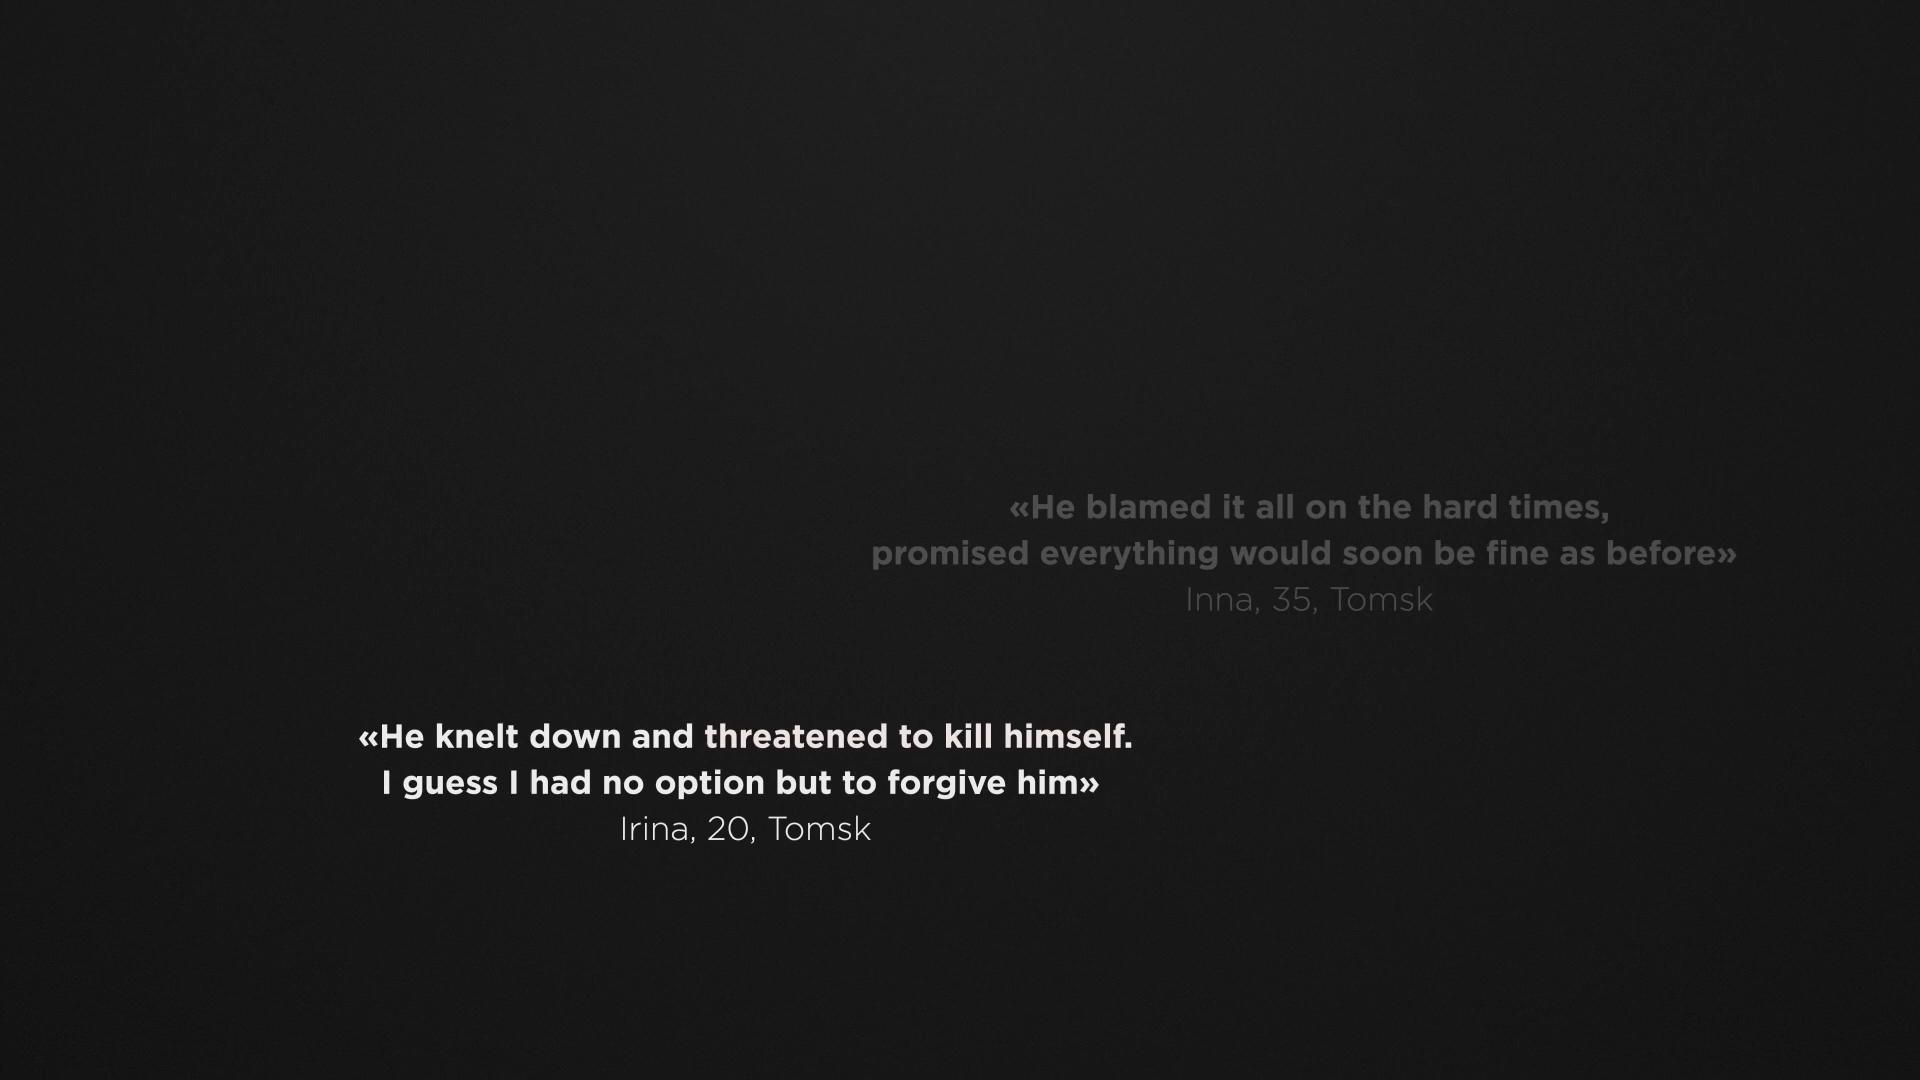 «He blamed it all on the hard times,
promised everything would soon be fine as before»
Inna, 35, Tomsk
«He knelt down and threatened to kill himself.
I guess I had no option but to forgive him»
Irina, 20, Tomsk